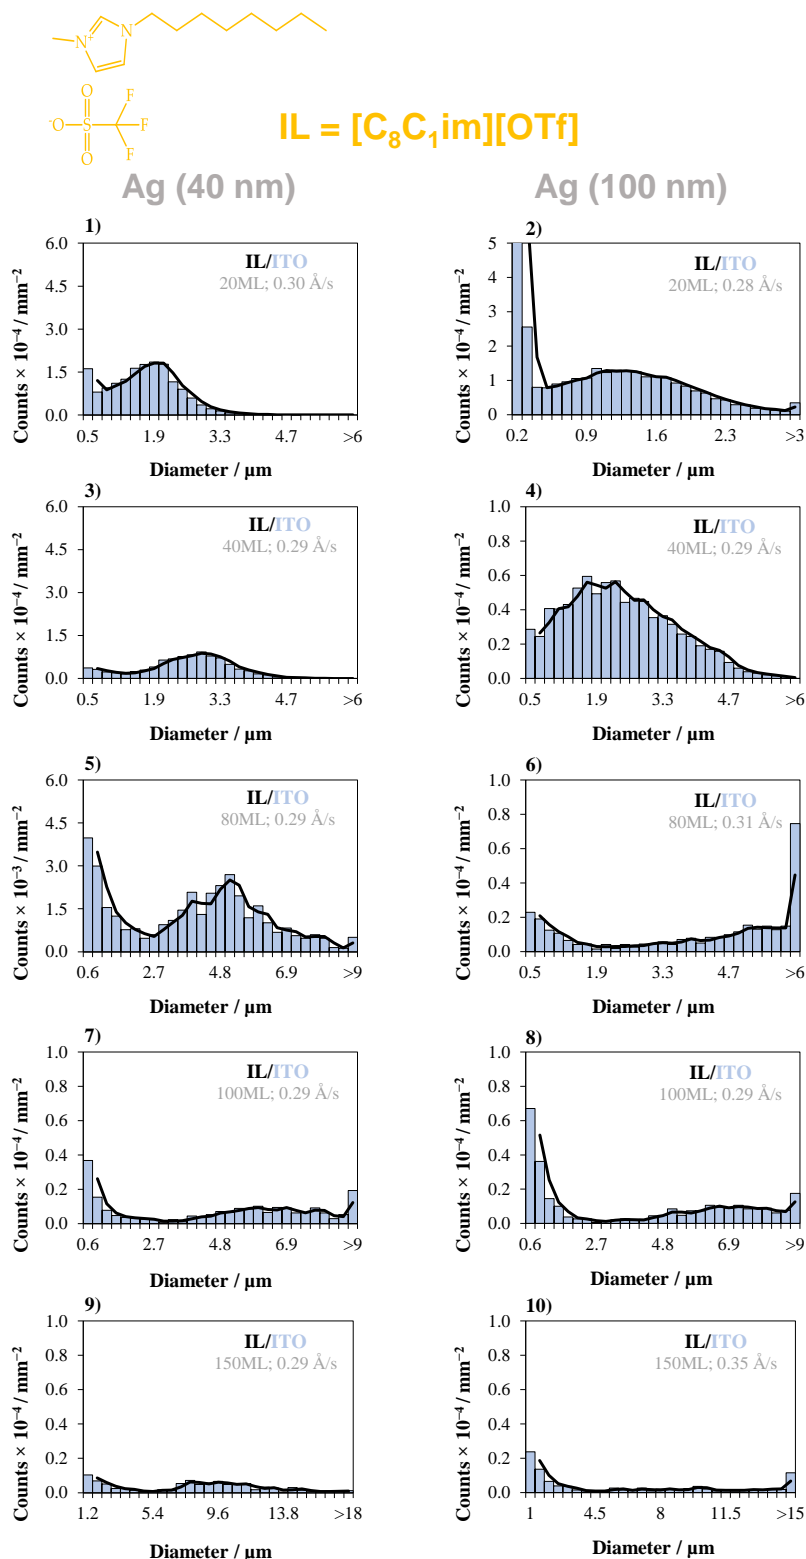 N
N+
O
F
-O
S
F
O
F
IL = [C8C1im][OTf]
Ag (40 nm)
Ag (100 nm)
1)
6.0
4.5
3.0
1.5
0.0
Counts × 10⁻⁴ / mm⁻²
IL/ITO
20ML; 0.30 Å/s
0.5 1.9 3.3 4.7 >6
Diameter / µm
2)
5
4
3
2
1
0
Counts × 10⁻⁴ / mm⁻²
IL/ITO
20ML; 0.28 Å/s
0.2 0.9 1.6 2.3 >3
Diameter / µm
3)
6.0
4.5
3.0
1.5
0.0
Counts × 10⁻⁴ / mm⁻²
IL/ITO
40ML; 0.29 Å/s
0.5 1.9 3.3 4.7 >6
Diameter / µm
4)
1.0
0.8
0.6
0.4
0.2
0.0
Counts × 10⁻⁴ / mm⁻²
IL/ITO
40ML; 0.29 Å/s
0.5 1.9 3.3 4.7 >6
Diameter / µm
5)
6.0
4.5
3.0
1.5
0.0
Counts × 10⁻³ / mm⁻²
IL/ITO
80ML; 0.29 Å/s
0.6 2.7 4.8 6.9 >9
Diameter / µm
6)
1.0
0.8
0.6
0.4
0.2
0.0
Counts × 10⁻⁴ / mm⁻²
IL/ITO
80ML; 0.31 Å/s
0.5 1.9 3.3 4.7 >6
Diameter / µm
7)
1.0
0.8
0.6
0.4
0.2
0.0
Counts × 10⁻⁴ / mm⁻²
IL/ITO
100ML; 0.29 Å/s
0.6 2.7 4.8 6.9 >9
Diameter / µm
8)
1.0
0.8
0.6
0.4
0.2
0.0
Counts × 10⁻⁴ / mm⁻²
IL/ITO
100ML; 0.29 Å/s
0.6 2.7 4.8 6.9 >9
Diameter / µm
9)
1.0
0.8
0.6
0.4
0.2
0.0
Counts × 10⁻⁴ / mm⁻²
IL/ITO
150ML; 0.29 Å/s
1.2 5.4 9.6 13.8 >18
Diameter / µm
10)
1.0
0.8
0.6
0.4
0.2
0.0
Counts × 10⁻⁴ / mm⁻²
IL/ITO
150ML; 0.35 Å/s
1 4.5 8 11.5 >15
Diameter / µm